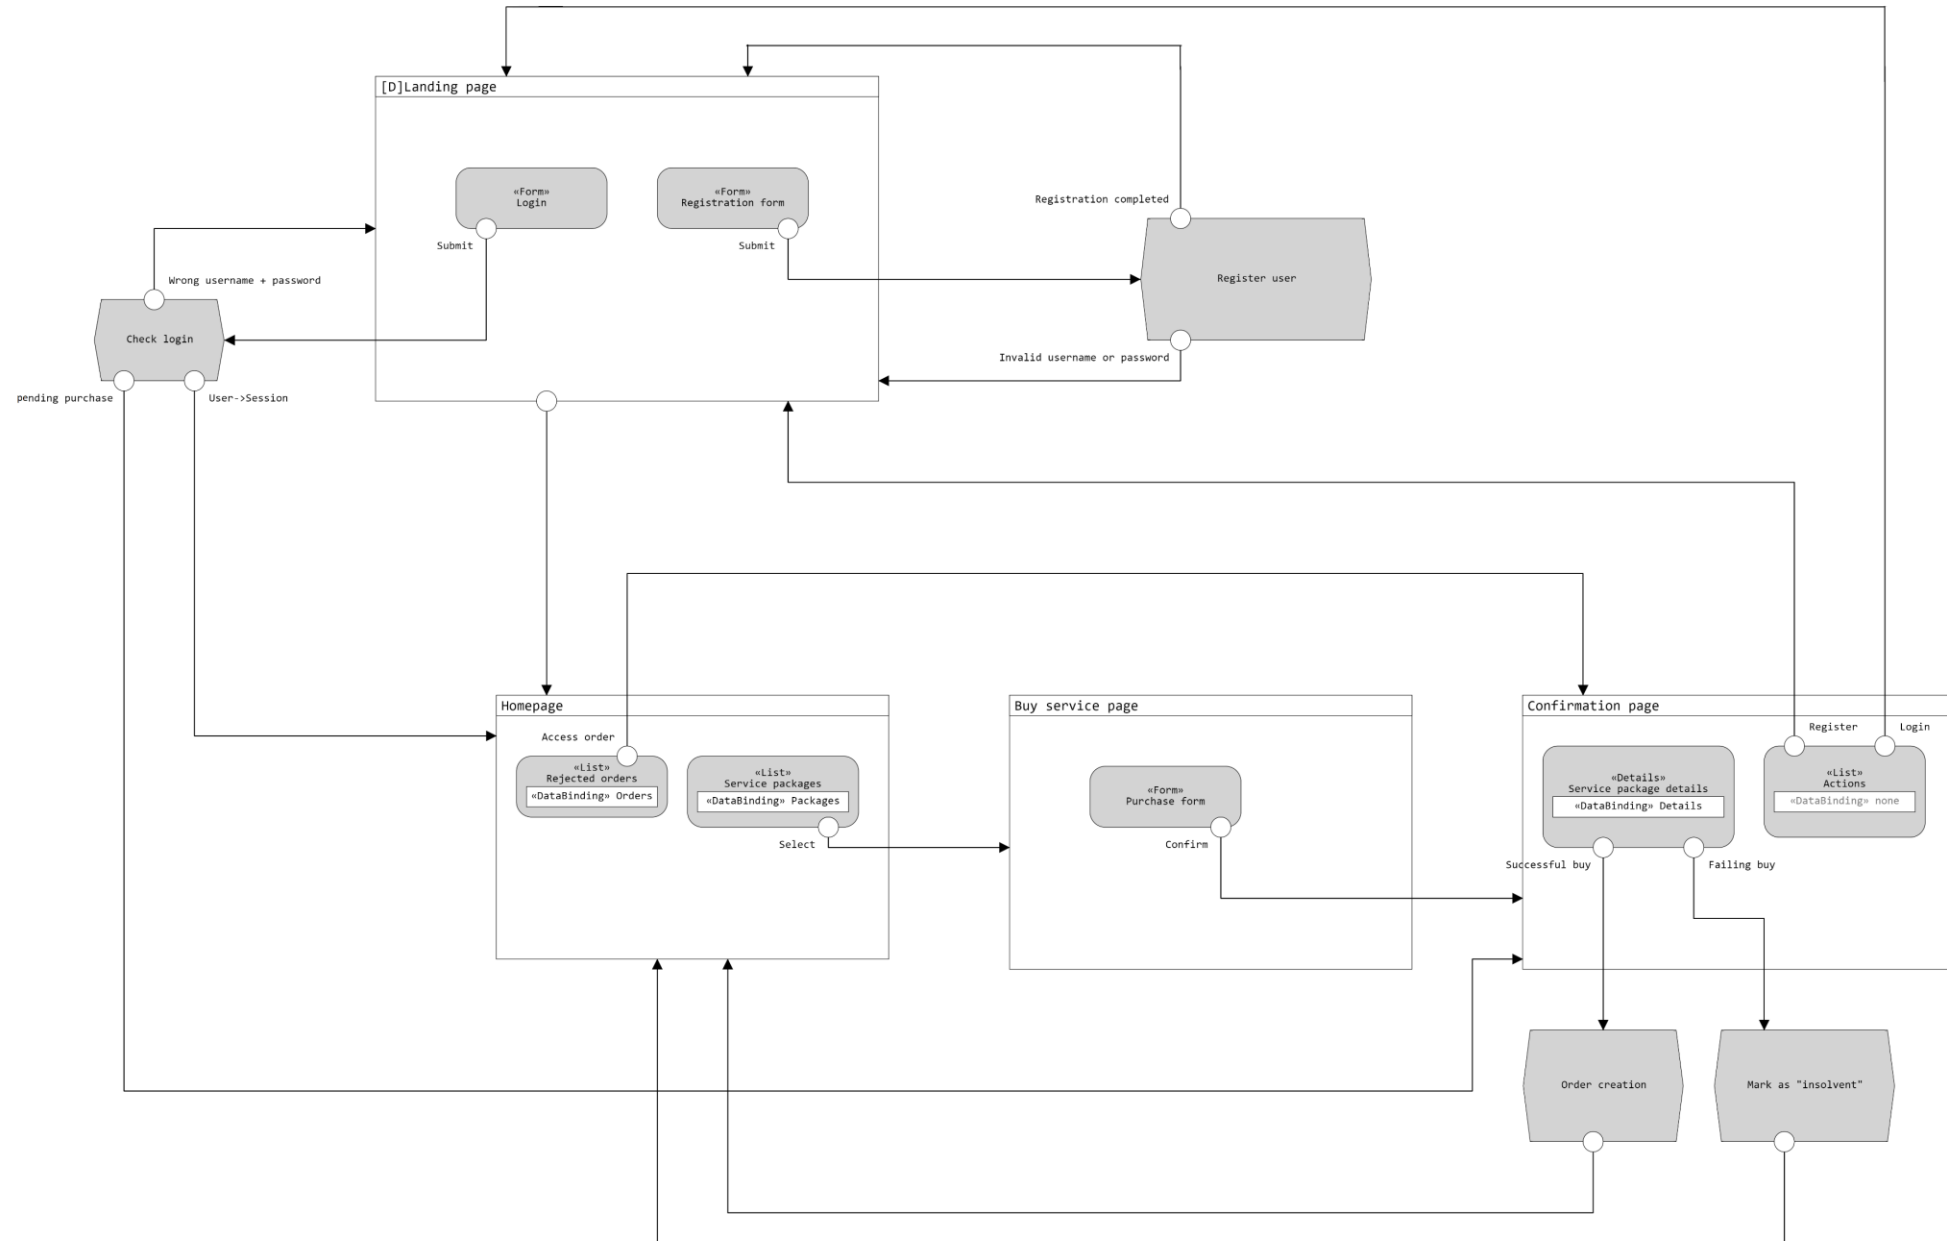 [D]Landing page
«Form»
Login
«Form»
Registration form
Submit
Submit
Registration completed
Register user
Invalid username or password
Wrong username + password
Check login
pending purchase
User->Session
Homepage
Access order
«List»
Rejected orders
«DataBinding» Orders
«List»
Service packages
«DataBinding» Packages
Select
Buy service page
«Form»
Purchase form
Confirm
Confirmation page
Register
Login
«Details»
Service package details
«DataBinding» Details
«List»
Actions
«DataBinding» none
Successful buy
Failing buy
Order creation
Mark as "insolvent"